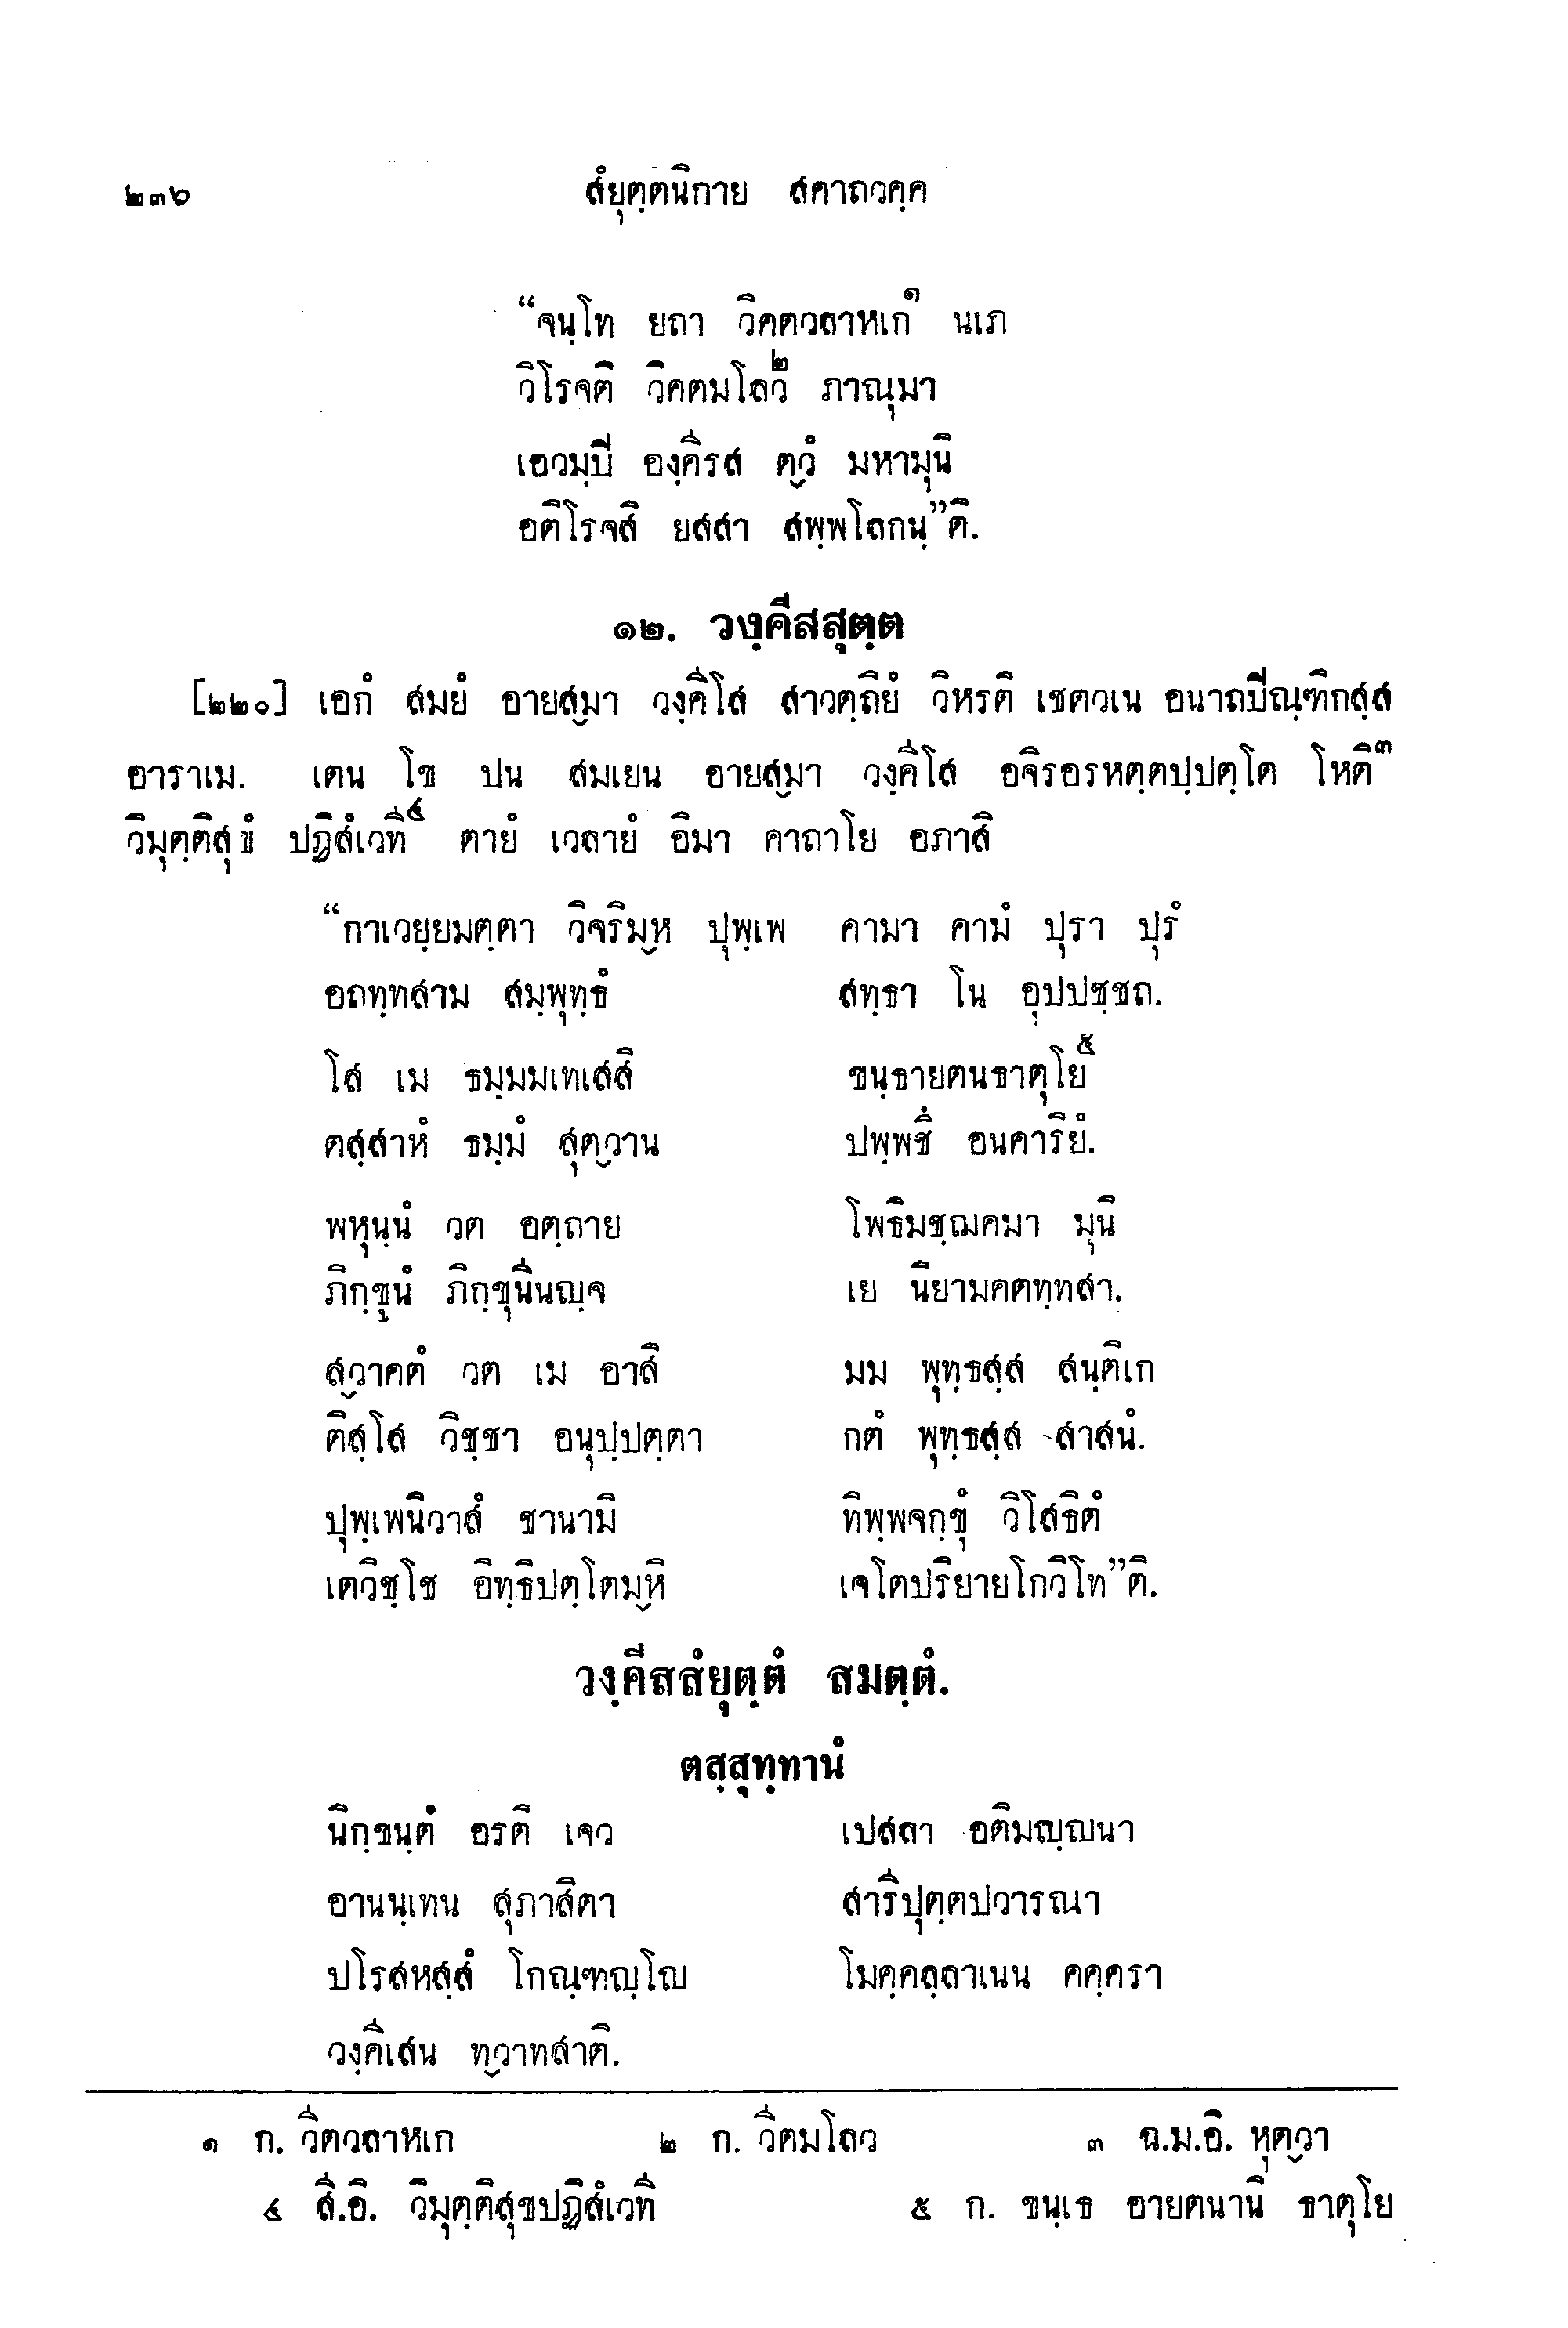 ๒๓๖ สํยุตฺตนิกาย สคาถวคฺค
“จนฺโท ยถา วิคตวลาหเก๑ นเภ
วิโรจติ วิคตมโลว๒ ภาณุมา
เอวมฺปิ องฺคีรส ตฺวํ มหามุนิ
อติโรจสิ ยสสา สพฺพโลกนฺ”ติ.
๑๒. วงฺคีสสุตฺต
[๒๒๐] เอกํ สมยํ อายสฺมา วงฺคีโส สาวตฺถิยํ วิหรติ เชตวเน อนาถปิณฺฑิกสฺส
อาราเม. เตน โข ปน สมเยน อายสฺมา วงฺคีโส อจิรอรหตฺตปฺปตฺโต โหติ๓
วิมุตฺติสุขํ ปฏิสํเวที๔ ตายํ เวลายํ อิมา คาถาโย อภาสิ
“กาเวยฺยมตฺตา วิจริมฺห ปุพฺเพ คามา คามํ ปุรา ปุรํ
อถทฺทสาม สมฺพุทฺธํ สทฺธา โน อุปปชฺชถ.
โส เม ธมฺมมเทเสสิ ขนฺธายตนธาตุโย๕
ตสฺสาหํ ธมฺมํ สุตฺวาน ปพฺพชึ อนคาริยํ.
พหุนฺนํ วต อตฺถาย โพธิมชฺฌคมา มุนิ
ภิกฺขูนํ ภิกฺขุนีนญฺจ เย นิยามคตทฺทสา.
สฺวาคตํ วต เม อาสิ มม พุทฺธสฺส สนฺติเก
ติสฺโส วิชฺชา อนุปฺปตฺตา กตํ พุทฺธสฺส สาสนํ.
ปุพฺเพนิวาสํ ชานามิ ทิพฺพจกฺขุํ วิโสธิตํ
เตวิชฺโช อิทฺธิปตฺโตมฺหิ เจโตปริยายโกวิโท”ติ.
วงฺคีสสํยุตฺตํ สมตฺตํ.
ตสฺสุทฺทานํ
นิกฺขนฺตํ อรติ เจว เปสลา อติมญฺญนา
อานนฺเทน สุภาสิตา สารีปุตฺตปวารณา
ปโรสหสฺสํ โกณฺฑญฺโญ โมคฺคลฺลาเนน คคฺครา
วงฺคีเสน ทฺวาทสาติ.
๑ ก. วีตวลาหเก ๒ ก. วีตมโลว ๓ ฉ.ม.อิ. หุตฺวา
๔ สี.อิ. วิมุตฺติสุขปฏิสํเวที ๕ ก. ขนฺเธ อายตนานิ ธาตุโย